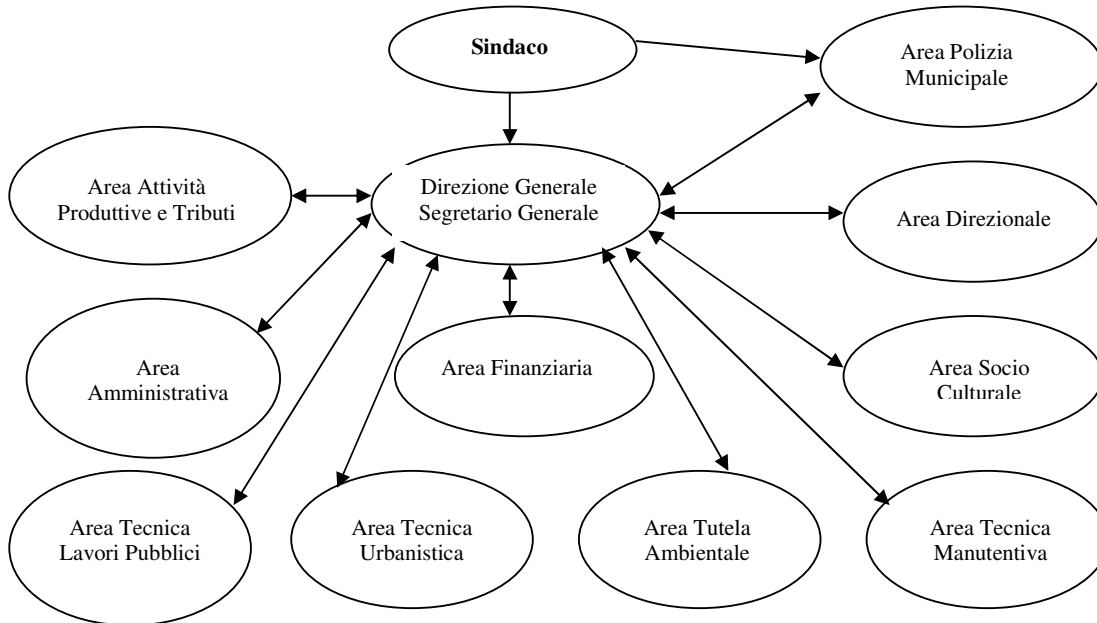 Sindaco
Area Polizia
Municipale
Area Attività
Produttive e Tributi
Direzione Generale
Segretario Generale
Area Direzionale
Area
Amministrativa
Area Finanziaria
Area Socio
Culturale
Area Tecnica
Lavori Pubblici
Area Tecnica
Urbanistica
Area Tutela
Ambientale
Area Tecnica
Manutentiva